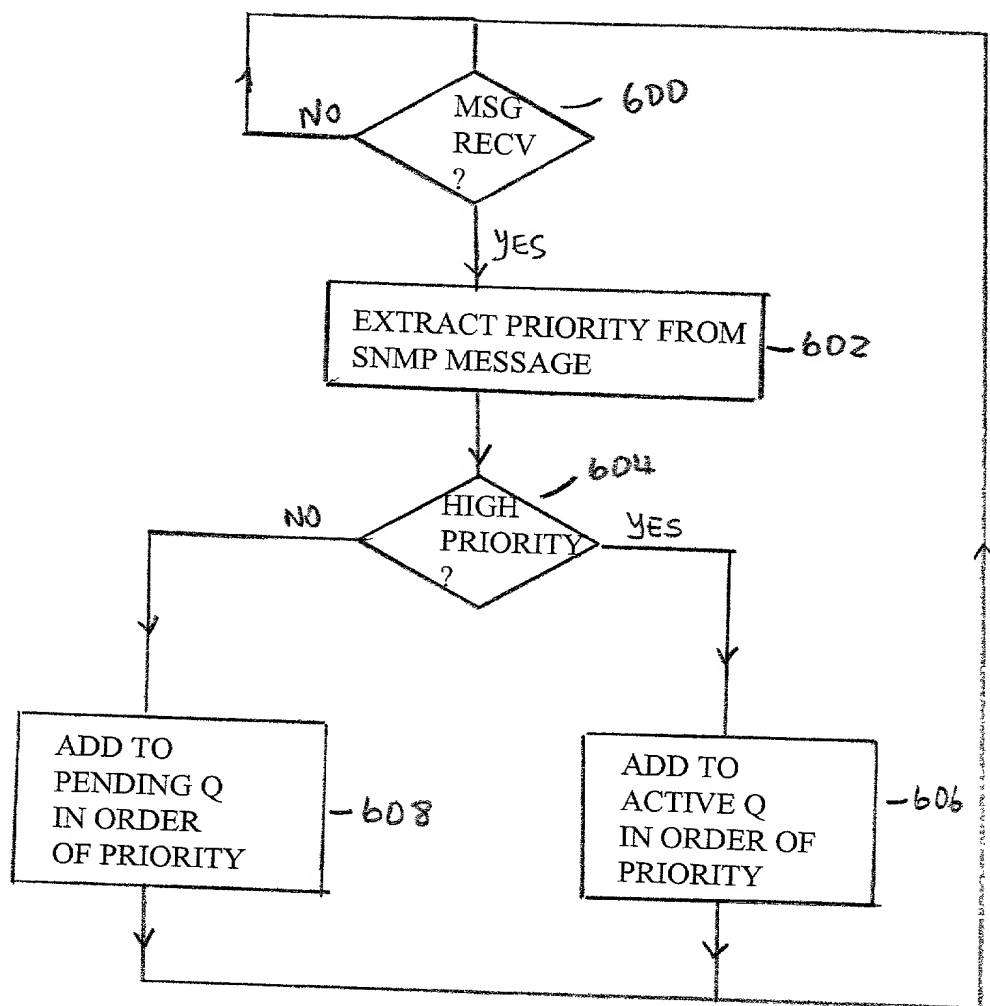 MSG
RECV
?
600
NO
YES
EXTRACT PRIORITY FROM
SNMP MESSAGE
602
604
HIGH
PRIORITY
?
NO
YES
ADD TO
PENDING Q
IN ORDER
OF PRIORITY
608
ADD TO
ACTIVE Q
IN ORDER OF
PRIORITY
606